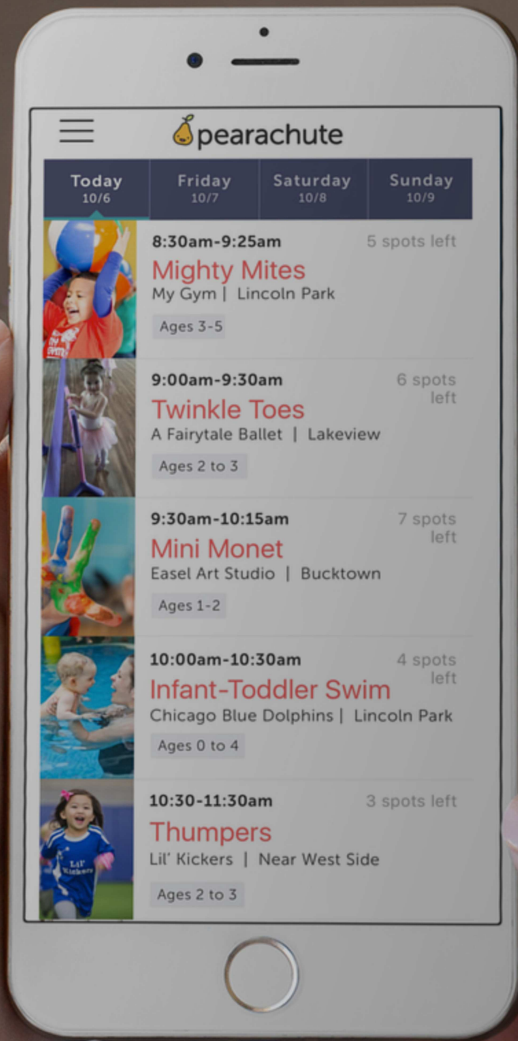 pearachute
Today
10/6
Friday
10/7
Saturday
10/8
Sunday
10/9
8:30am-9:25am
5 spots left
Mighty Mites
My Gym | Lincoln Park
Ages 3-5
9:00am-9:30am
6 spots
left
Twinkle Toes
A Fairytale Ballet | Lakeview
Ages 2 to 3
9:30am-10:15am
7 spots
left
Mini Monet
Easel Art Studio | Bucktown
Ages 1-2
10:00am-10:30am
4 spots
left
Infant-Toddler Swim
Chicago Blue Dolphins | Lincoln Park
Ages 0 to 4
10:30-11:30am
3 spots left
Thumpers
Lil' Kickers | Near West Side
Ages 2 to 3
Lil'
Kickers